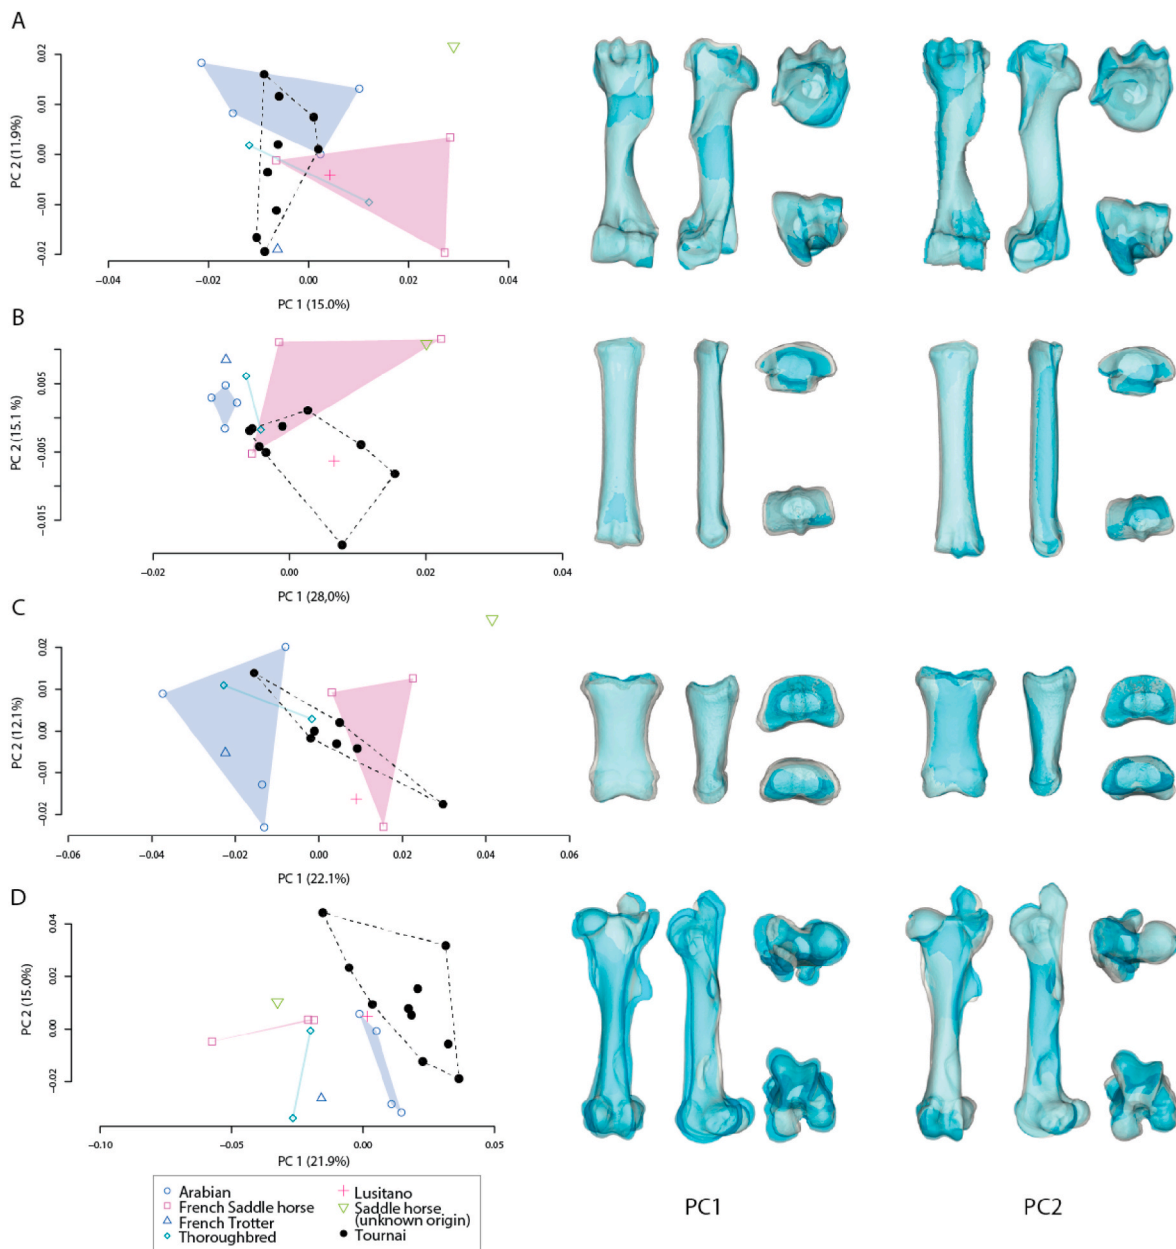 A
PC 2 (11.9%)
0.02
0.01
0.00
−0.01
−0.02
−0.04
−0.02
0.00
0.02
0.04
PC 1 (15.0%)
B
PC 2 (15.1 %)
0.005
−0.005
−0.015
−0.02
0.00
0.02
0.04
PC 1 (28,0%)
C
PC 2 (12.1%)
0.02
0.01
0.00
−0.01
−0.02
−0.06
−0.04
−0.02
0.00
0.02
0.04
0.06
PC 1 (22.1%)
D
PC 2 (15.0%)
0.04
0.02
0.00
−0.02
−0.10
−0.05
0.00
0.05
PC 1 (21.9%)
Arabian
French Saddle horse
French Trotter
Thoroughbred
Lusitano
Saddle horse
(unknown origin)
Tournai
PC1
PC2